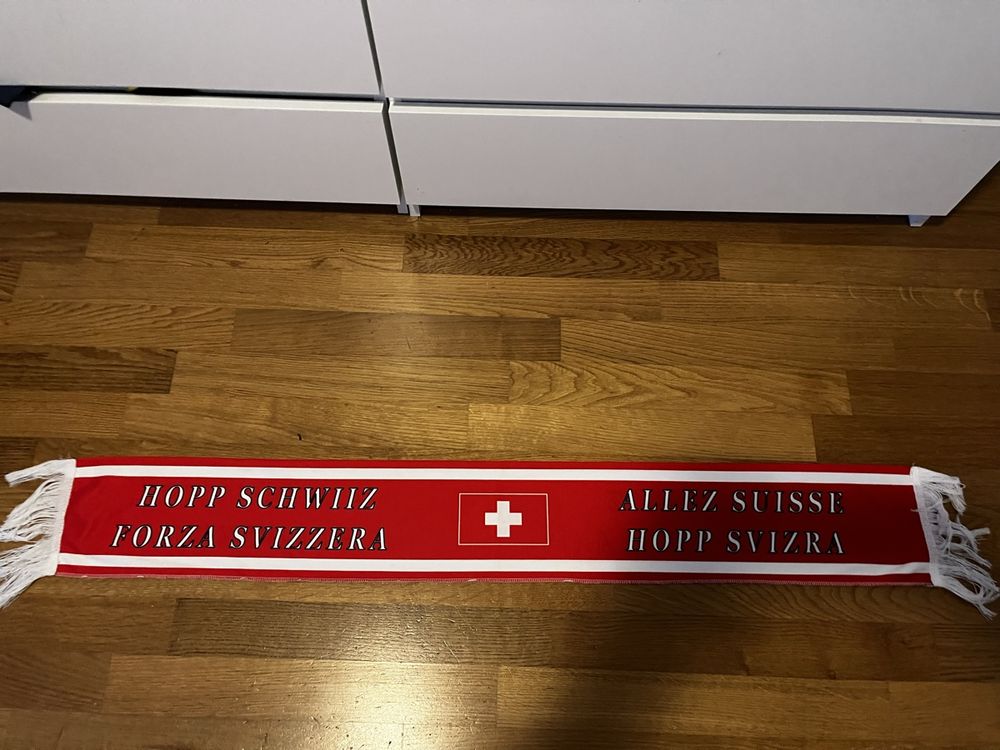 HOPP SCHWIIZ
FORZA SVIZZERA
ALLEZ SUISSE
HOPP SVIZRA